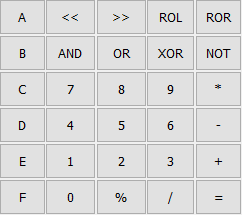 A << >> ROL ROR
B AND OR XOR NOT
C 7 8 9 *
D 4 5 6 -
E 1 2 3 +
F 0 % / =